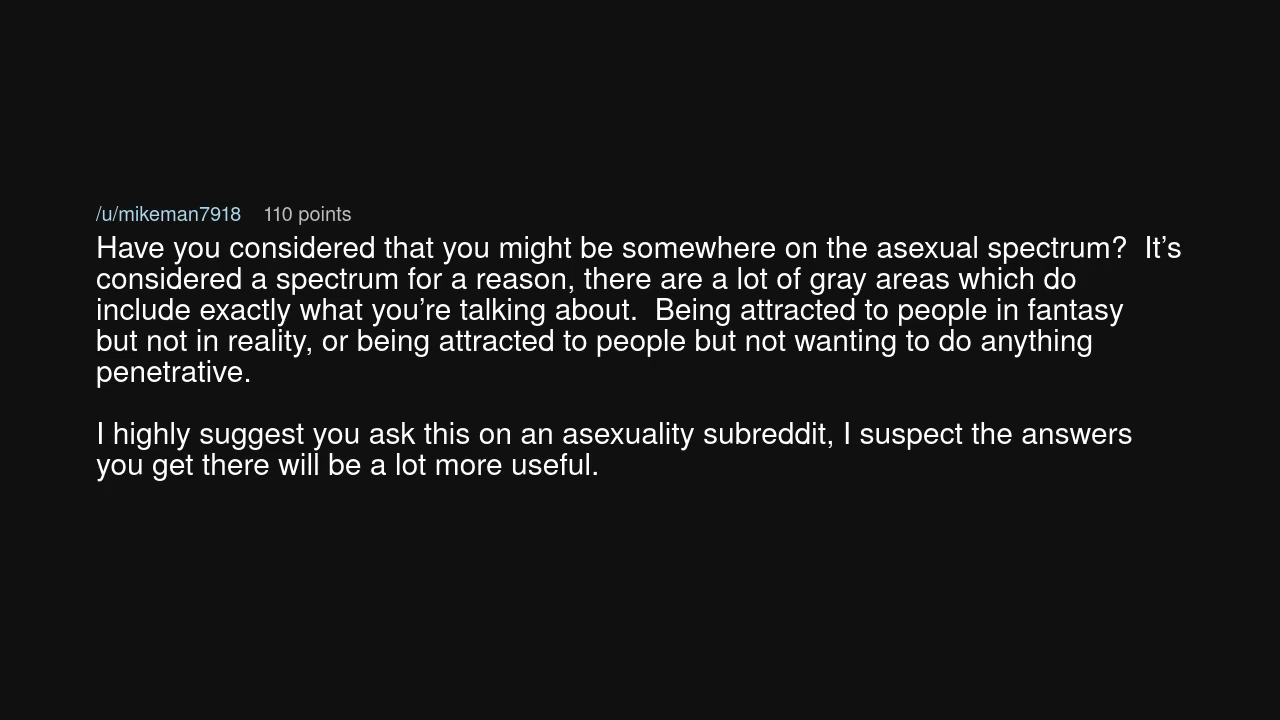 /u/mikeman7918 110 points
Have you considered that you might be somewhere on the asexual spectrum?  It’s
considered a spectrum for a reason, there are a lot of gray areas which do
include exactly what you’re talking about.  Being attracted to people in fantasy
but not in reality, or being attracted to people but not wanting to do anything
penetrative.
I highly suggest you ask this on an asexuality subreddit, I suspect the answers
you get there will be a lot more useful.